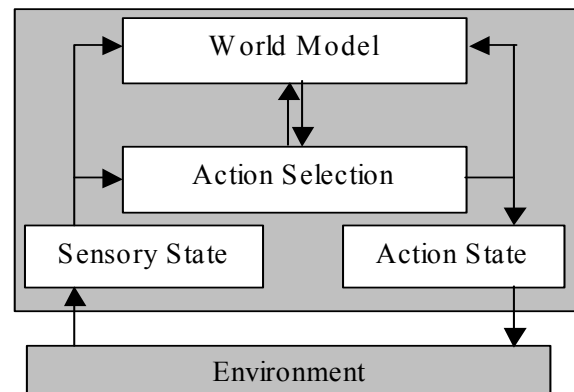 World Model
Action Selection
Sensory State
Action State
Environment